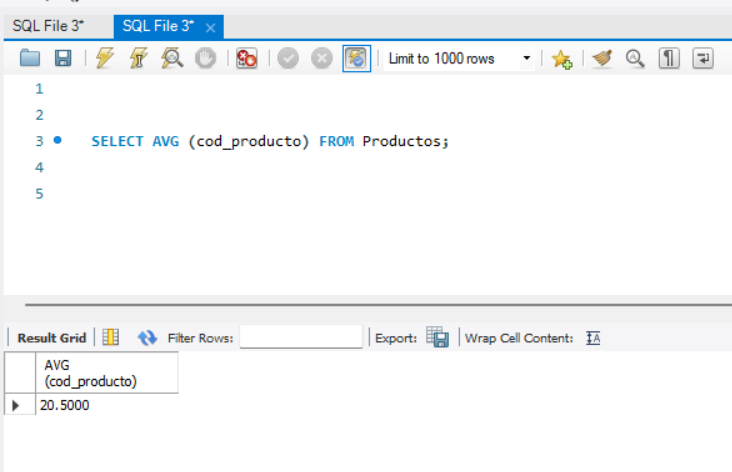 SQL File 3*
SQL File 3*
Limit to 1000 rows
1
2
3 SELECT AVG (cod_producto) FROM Productos;
4
5
Result Grid Filter Rows: Export: Wrap Cell Content:
AVG
(cod_producto)
20.5000